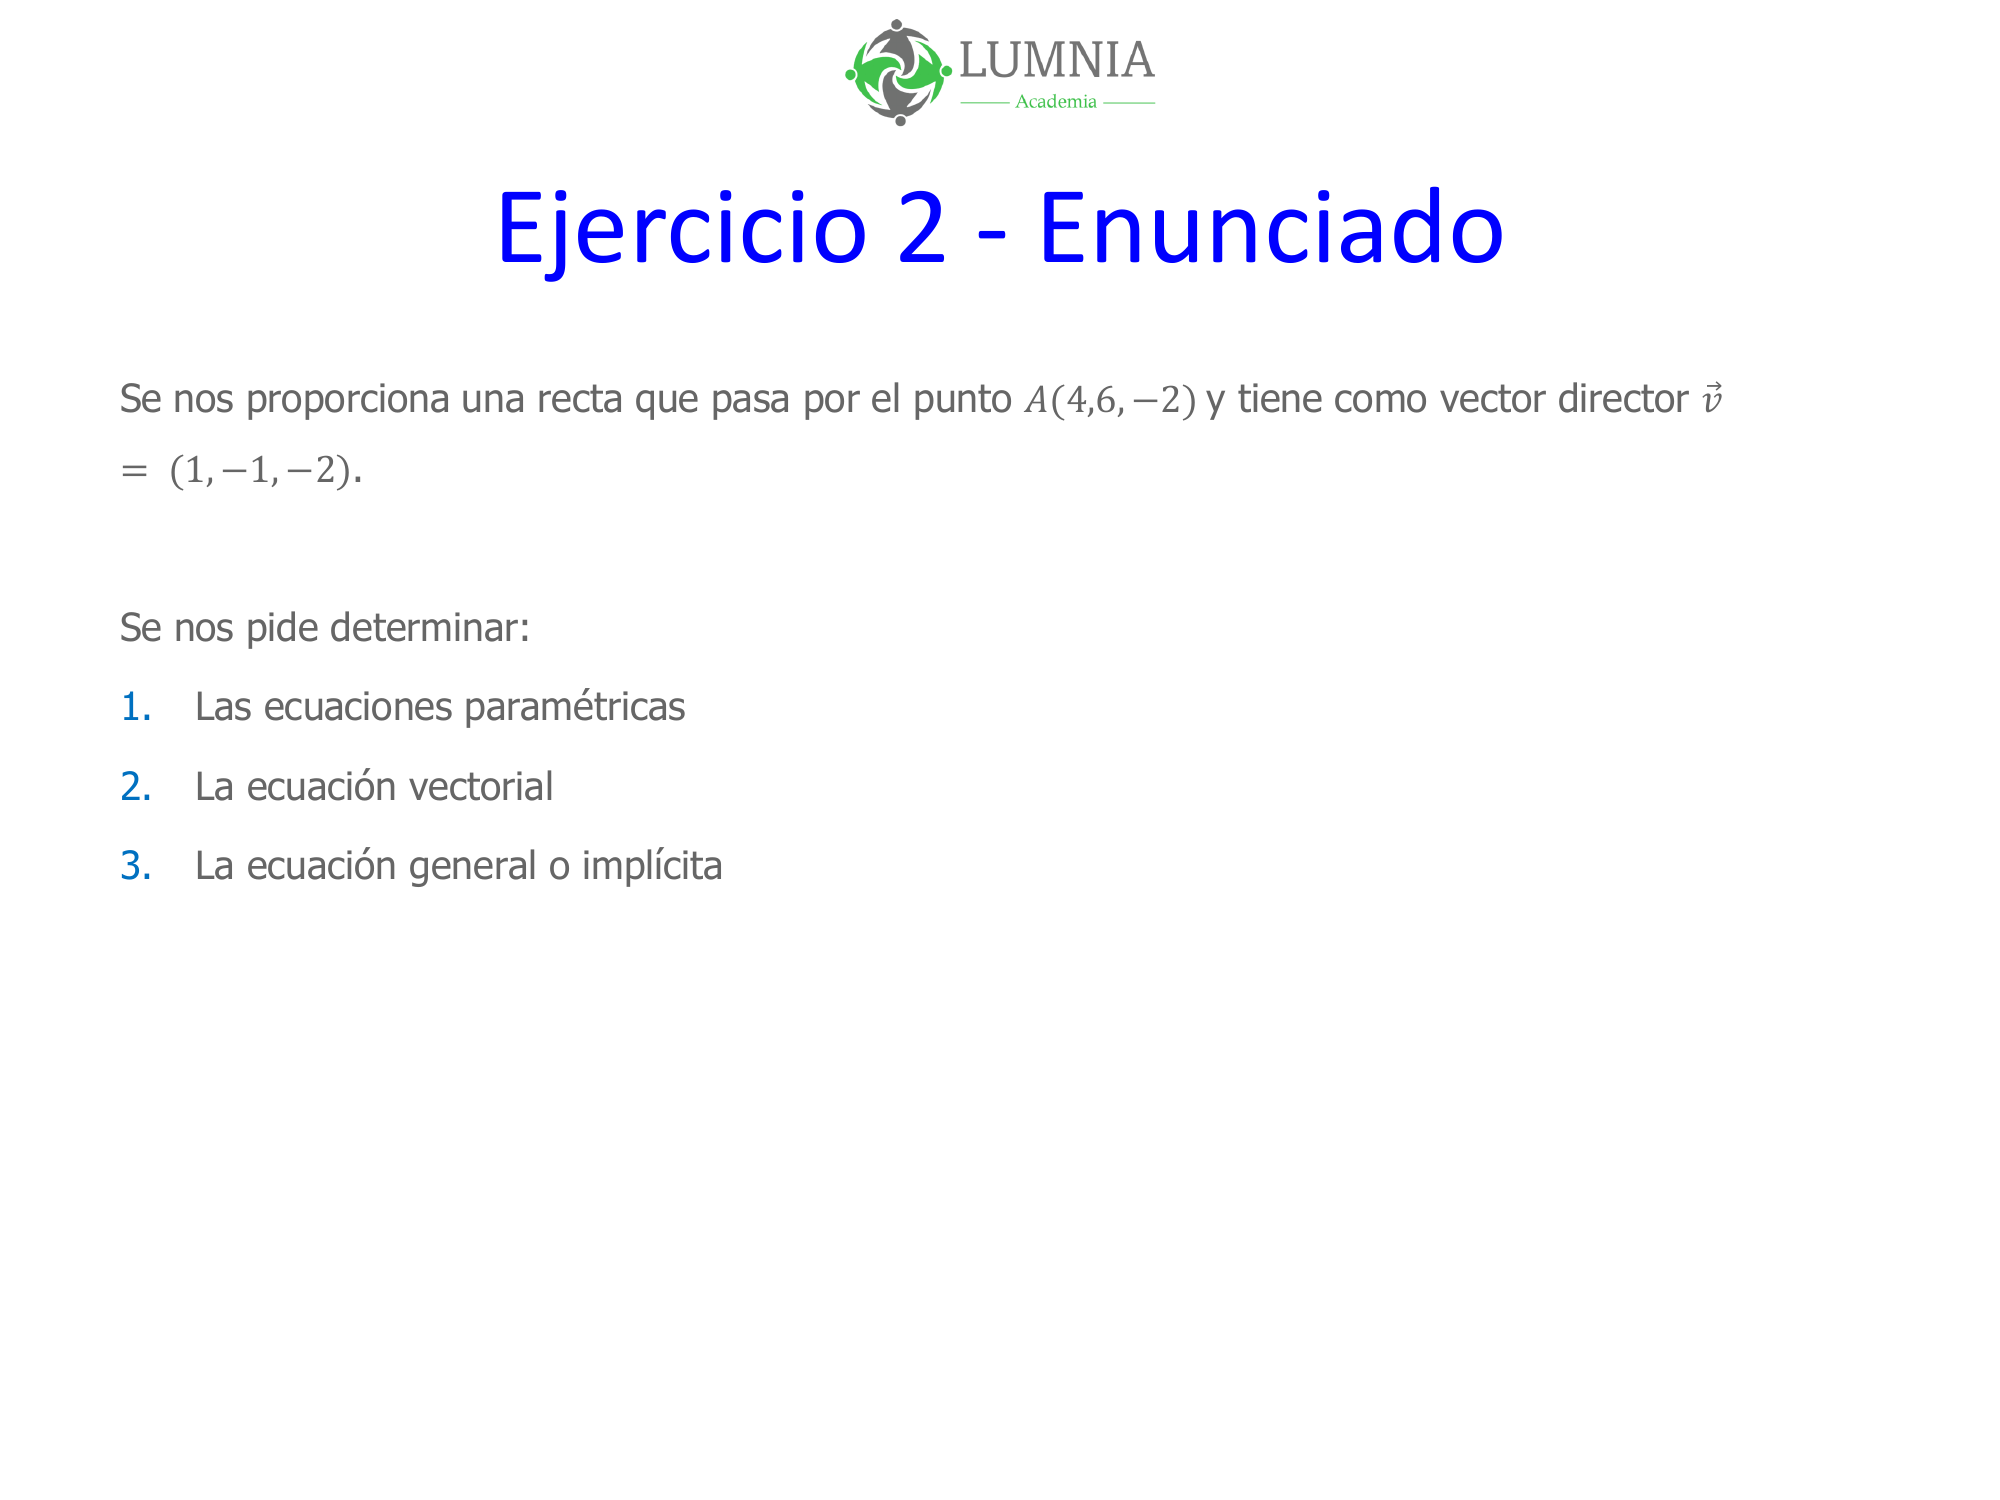 LUMNIA
Academia
Ejercicio 2 - Enunciado
Se nos proporciona una recta que pasa por el punto A(4,6,−2) y tiene como vector director v⃗
= (1,−1,−2).
Se nos pide determinar:
1. Las ecuaciones paramétricas
2. La ecuación vectorial
3. La ecuación general o implícita